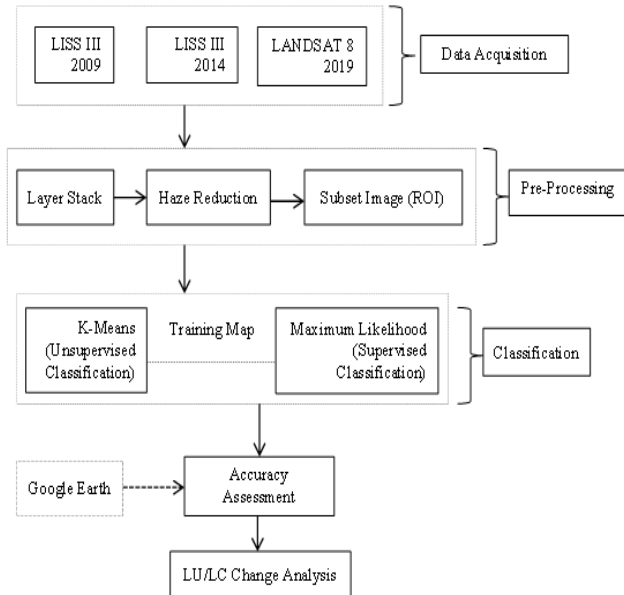 LISS III
2009
LISS III
2014
LANDSAT 8
2019
Data Acquisition
Layer Stack
Haze Reduction
Subset Image (ROI)
Pre-Processing
K-Means
(Unsupervised
Classification)
Training Map
Maximum Likelihood
(Supervised
Classification)
Classification
Google Earth
Accuracy
Assessment
LU/LC Change Analysis